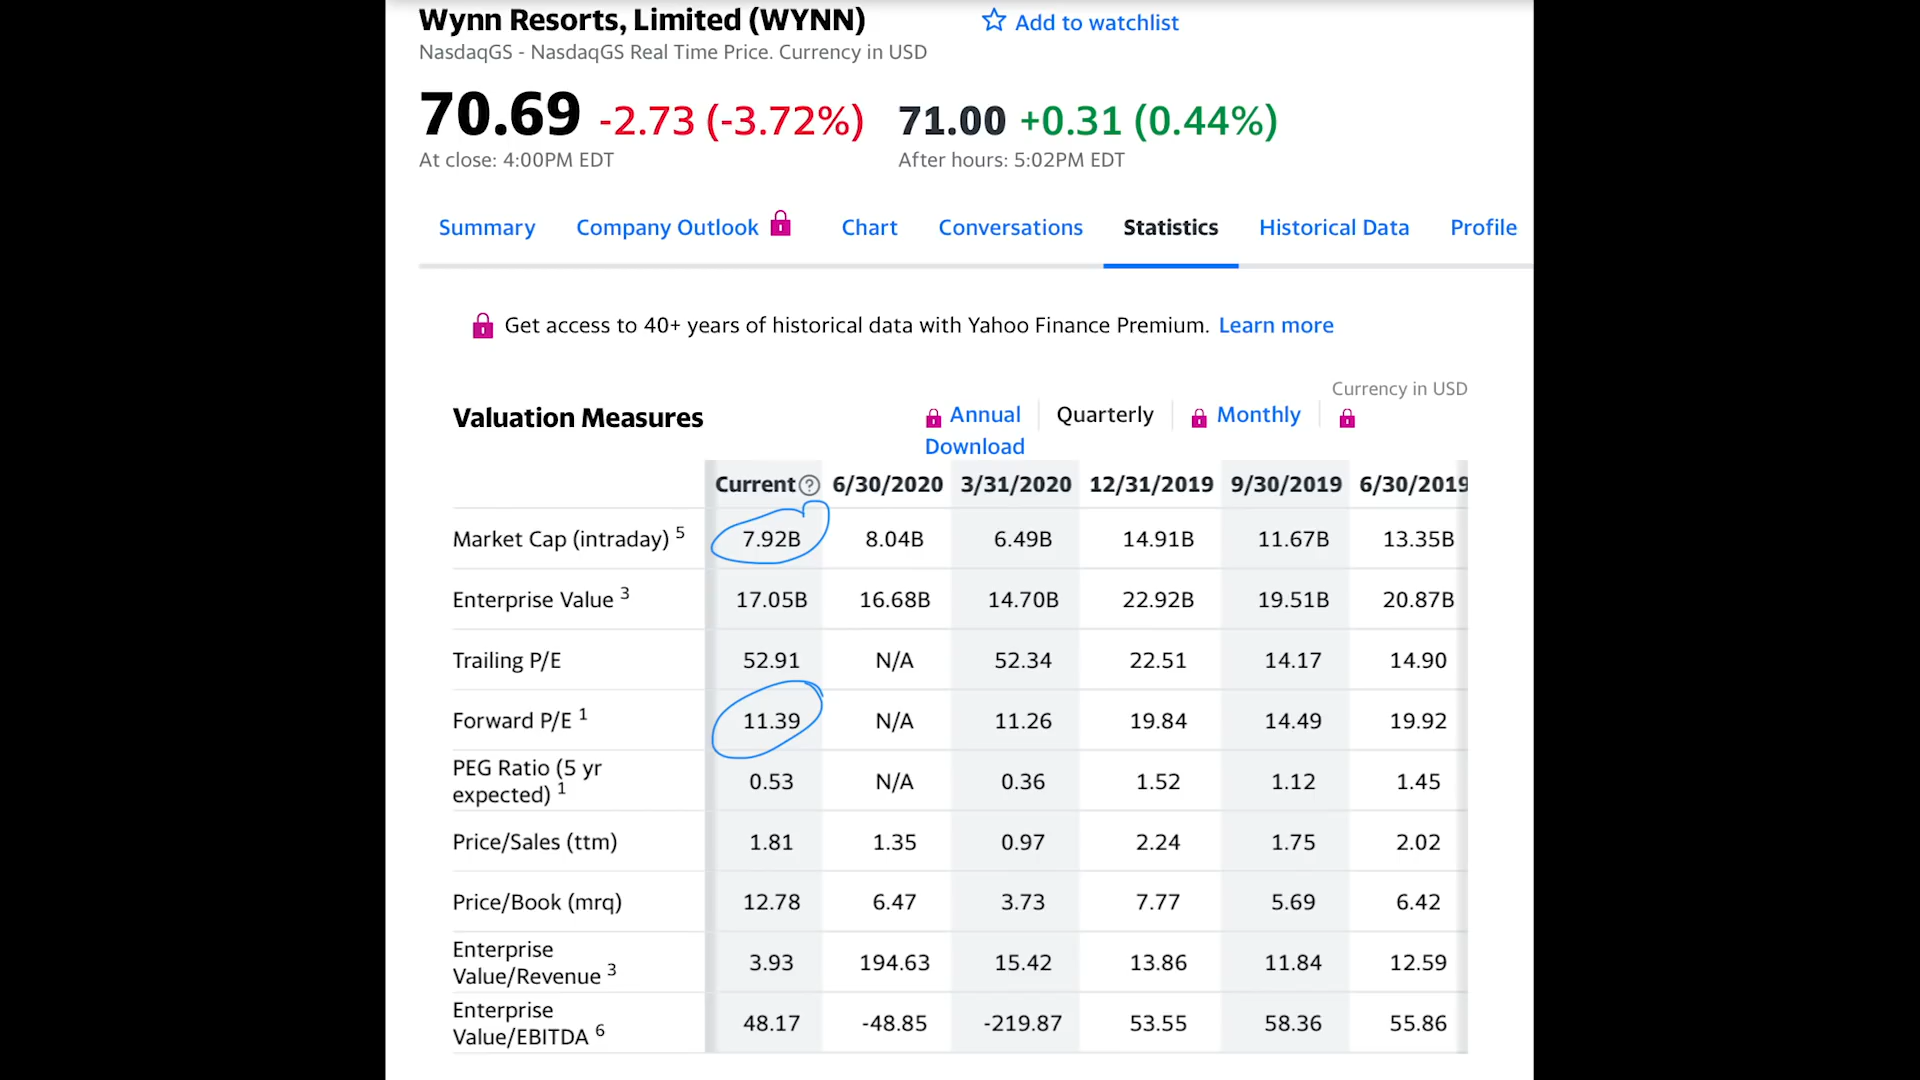 Wynn Resorts, Limited (WYNN) Add to watchlist
NasdaqGS - NasdaqGS Real Time Price. Currency in USD
70.69 -2.73 (-3.72%) 71.00 +0.31 (0.44%)
At close: 4:00PM EDT After hours: 5:02PM EDT
Summary Company Outlook Chart Conversations Statistics Historical Data Profile
Get access to 40+ years of historical data with Yahoo Finance Premium. Learn more
Currency in USD
Valuation Measures Annual Quarterly Monthly
Download
Current ? 6/30/2020 3/31/2020 12/31/2019 9/30/2019 6/30/2019
Market Cap (intraday) 5 7.92B 8.04B 6.49B 14.91B 11.67B 13.35B
Enterprise Value 3 17.05B 16.68B 14.70B 22.92B 19.51B 20.87B
Trailing P/E 52.91 N/A 52.34 22.51 14.17 14.90
Forward P/E 1 11.39 N/A 11.26 19.84 14.49 19.92
PEG Ratio (5 yr
expected) 1 0.53 N/A 0.36 1.52 1.12 1.45
Price/Sales (ttm) 1.81 1.35 0.97 2.24 1.75 2.02
Price/Book (mrq) 12.78 6.47 3.73 7.77 5.69 6.42
Enterprise
Value/Revenue 3 3.93 194.63 15.42 13.86 11.84 12.59
Enterprise
Value/EBITDA 6 48.17 -48.85 -219.87 53.55 58.36 55.86